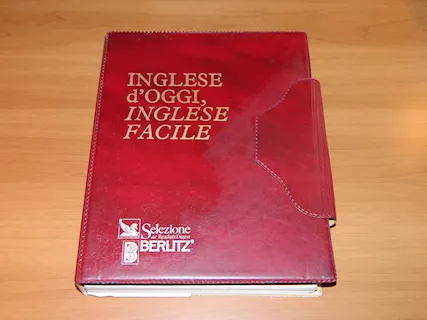 INGLESE
d'OGGI,
INGLESE
FACILE
Selezione
dal Reader's Digest
B
BERLITZ®